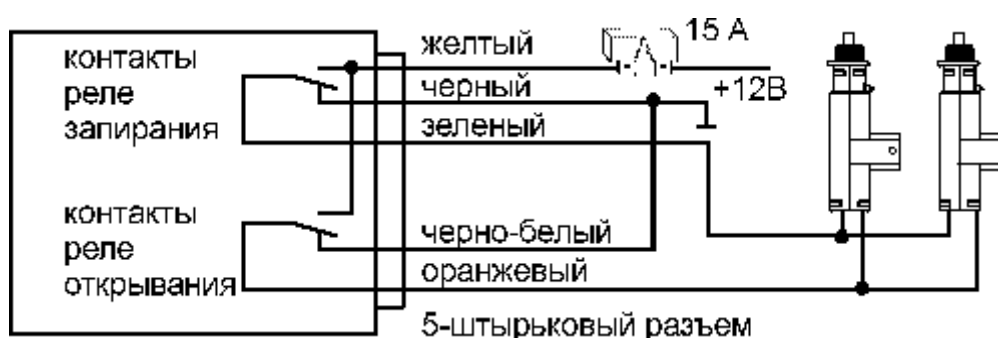 контакты
реле
запирания
желтый
15 А
+12В
черный
зеленый
контакты
реле
открывания
черно-белый
оранжевый
5-штырьковый разъем